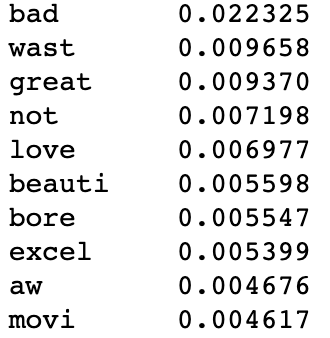 bad 0.022325
wast 0.009658
great 0.009370
not 0.007198
love 0.006977
beauti 0.005598
bore 0.005547
excel 0.005399
aw 0.004676
movi 0.004617